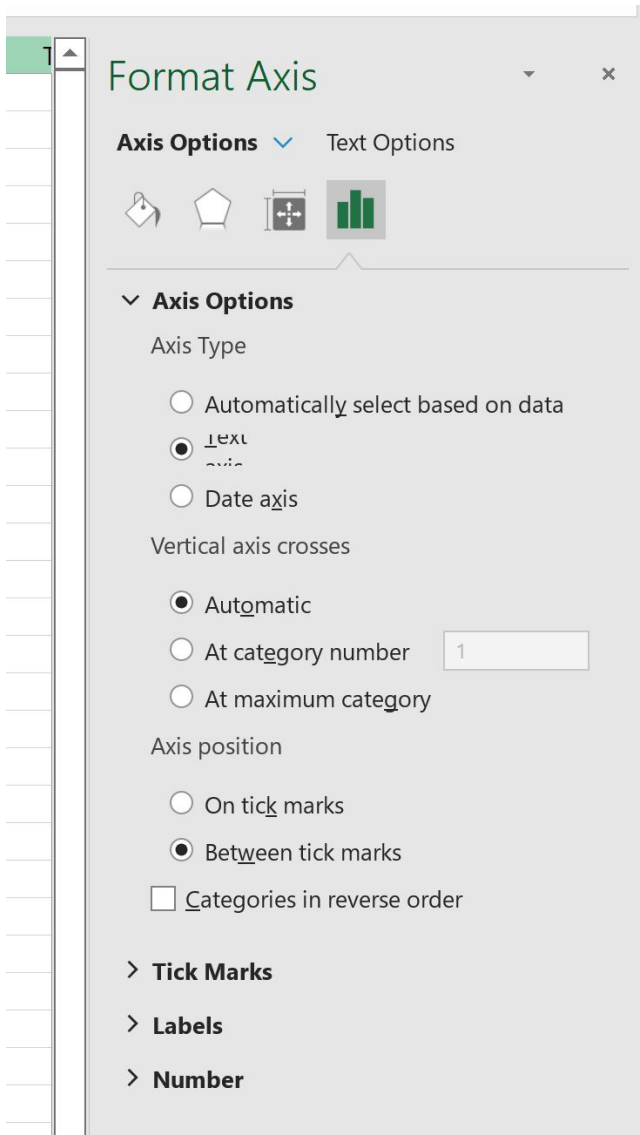 T
Format Axis
Axis Options Text Options
Axis Options
Axis Type
Automatically select based on data
Text
axis
Date axis
Vertical axis crosses
Automatic
At category number 1
At maximum category
Axis position
On tick marks
Between tick marks
Categories in reverse order
Tick Marks
Labels
Number